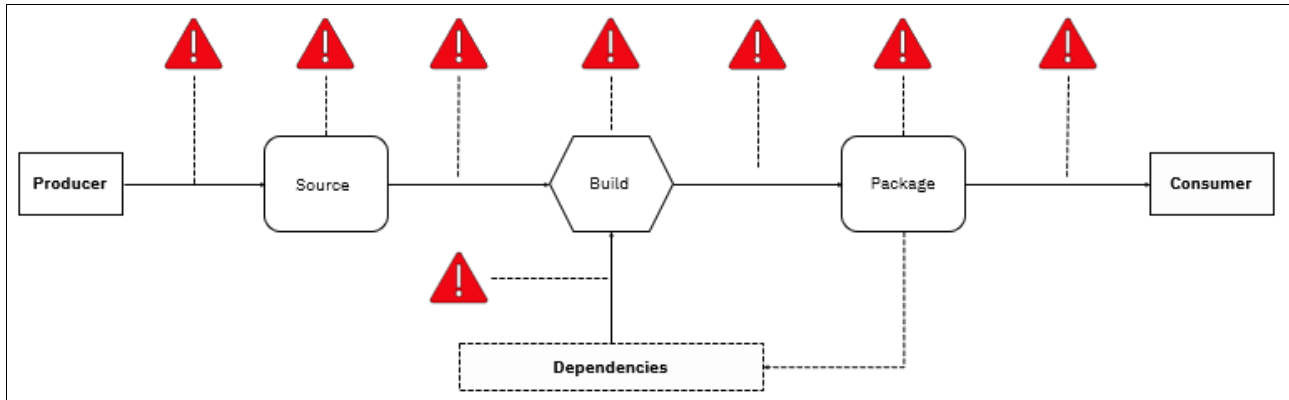 Producer
Source
Build
Package
Consumer
Dependencies